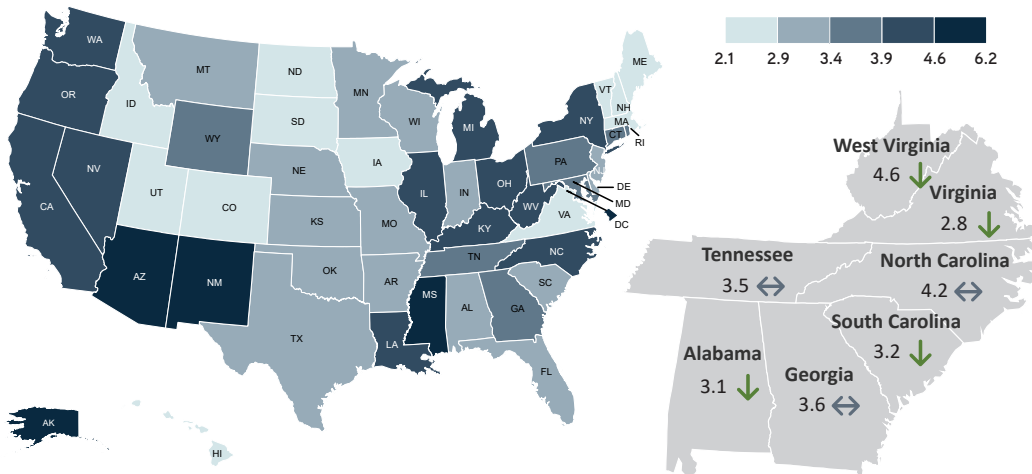 WA
OR
CA
NV
ID
MT
WY
UT
CO
AZ
NM
ND
SD
NE
KS
OK
TX
MN
IA
MO
AR
LA
WI
IL
MI
IN
OH
KY
TN
MS
AL
GA
FL
SC
NC
VA
WV
PA
NY
VT
NH
ME
MA
CT
RI
NJ
DE
MD
DC
AK
HI
2.1 2.9 3.4 3.9 4.6 6.2
West Virginia
4.6
Virginia
2.8
Tennessee
3.5
North Carolina
4.2
South Carolina
3.2
Alabama
3.1
Georgia
3.6